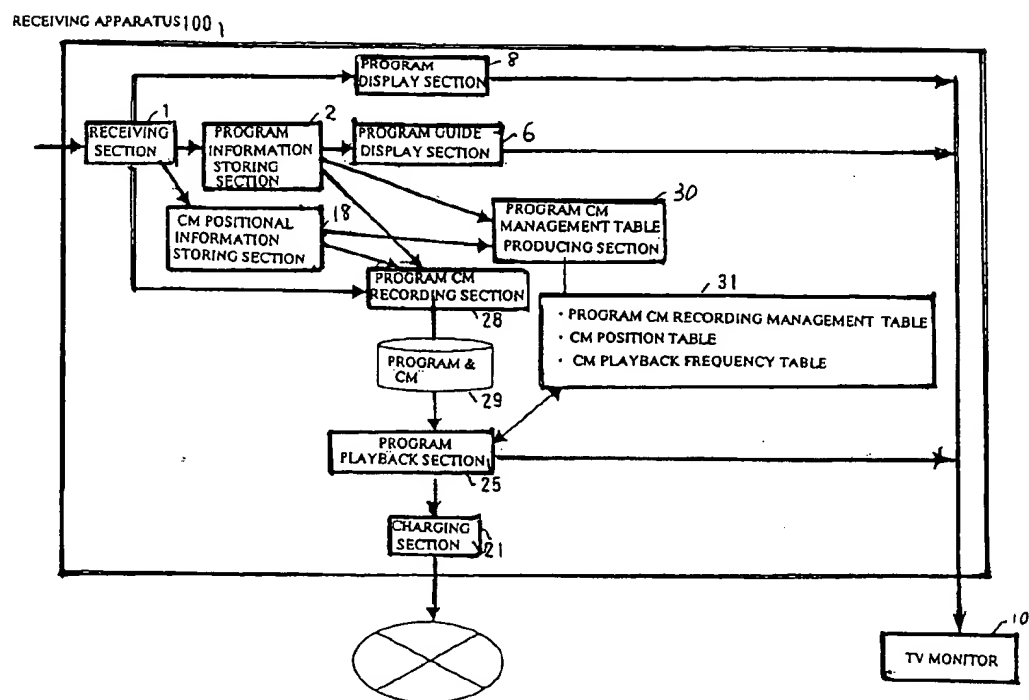 RECEIVING APPARATUS 100
PROGRAM
DISPLAY SECTION
8
RECEIVING
SECTION
1
PROGRAM
INFORMATION
STORING
SECTION
2
PROGRAM GUIDE
DISPLAY SECTION
6
CM POSITIONAL
INFORMATION
STORING SECTION
18
PROGRAM CM
MANAGEMENT TABLE
PRODUCING SECTION
30
PROGRAM CM
RECORDING SECTION
28
31
· PROGRAM CM RECORDING MANAGEMENT TABLE
· CM POSITION TABLE
· CM PLAYBACK FREQUENCY TABLE
PROGRAM &
CM
29
PROGRAM
PLAYBACK SECTION
25
CHARGING
SECTION
21
10
TV MONITOR